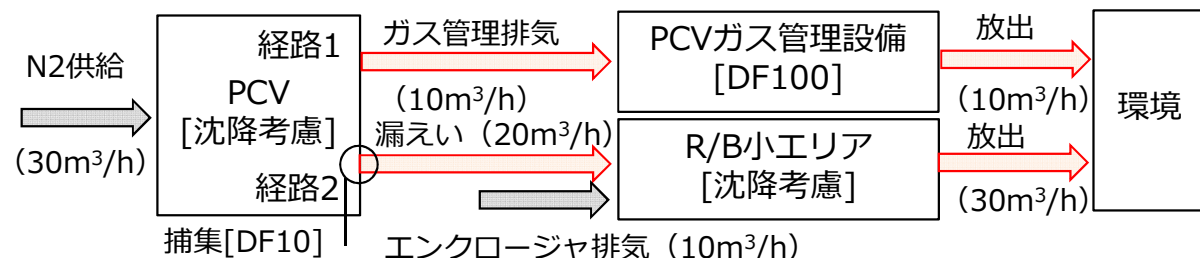 N2供給
（30m³/h）
経路1
PCV
[沈降考慮]
経路2
捕集[DF10]
ガス管理排気
（10m³/h）
漏えい（20m³/h）
エンクロージャ排気（10m³/h）
PCVガス管理設備
[DF100]
R/B小エリア
[沈降考慮]
放出
（10m³/h）
放出
（30m³/h）
環境